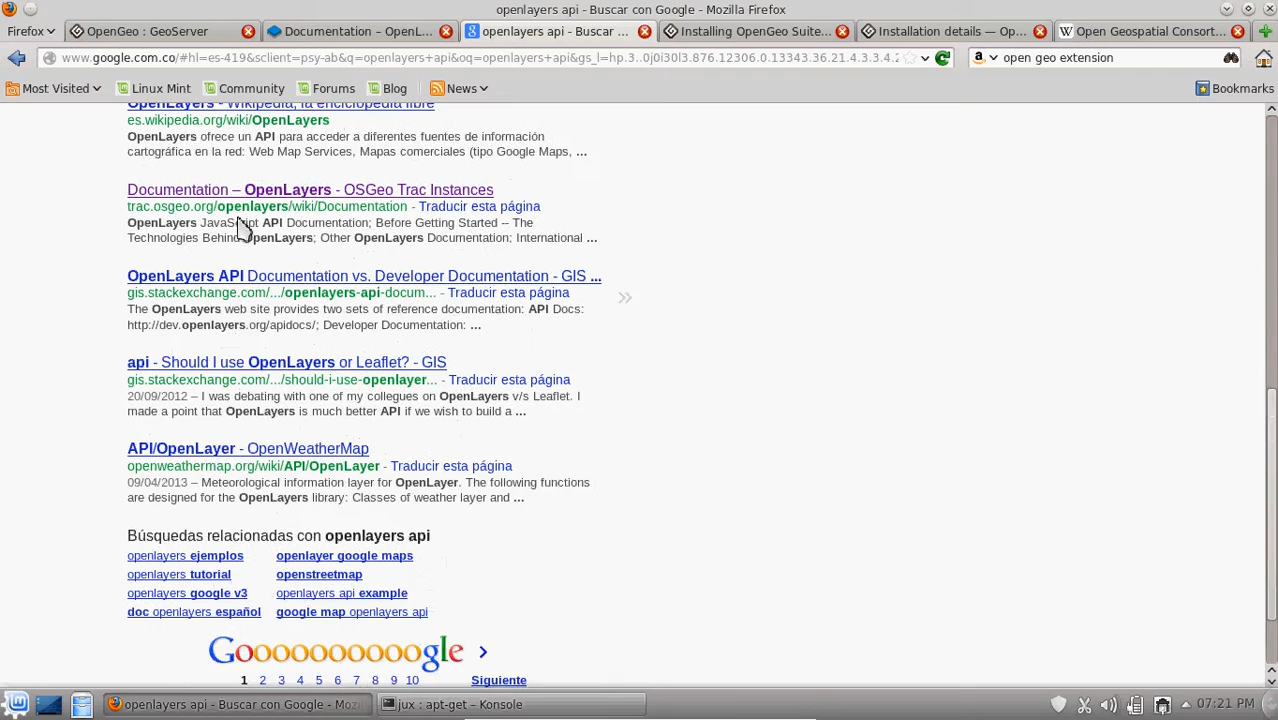 openlayers api - Buscar con Google - Mozilla Firefox
Firefox
OpenGeo : GeoServer
Documentation – OpenL...
openlayers api - Buscar ...
Installing OpenGeo Suite...
Installation details — Op...
Open Geospatial Consort...
www.google.com.co/#hl=es-419&sclient=psy-ab&q=openlayers+api&oq=openlayers+api&gs_l=hp.3..0j0i30l3.876.12306.0.13343.36.21.4.3.3.4.2
open geo extension
Most Visited
Linux Mint
Community
Forums
Blog
News
Bookmarks
OpenLayers - Wikipedia, la enciclopedia libre
es.wikipedia.org/wiki/OpenLayers
OpenLayers ofrece un API para acceder a diferentes fuentes de información
cartográfica en la red: Web Map Services, Mapas comerciales (tipo Google Maps, ...
Documentation – OpenLayers - OSGeo Trac Instances
trac.osgeo.org/openlayers/wiki/Documentation - Traducir esta página
OpenLayers JavaScript API Documentation; Before Getting Started -- The
Technologies Behind OpenLayers; Other OpenLayers Documentation; International ...
OpenLayers API Documentation vs. Developer Documentation - GIS ...
gis.stackexchange.com/.../openlayers-api-docum... - Traducir esta página
The OpenLayers web site provides two sets of reference documentation: API Docs:
http://dev.openlayers.org/apidocs/; Developer Documentation: ...
api - Should I use OpenLayers or Leaflet? - GIS
gis.stackexchange.com/.../should-i-use-openlayer... - Traducir esta página
20/09/2012 – I was debating with one of my collegues on OpenLayers v/s Leaflet. I
made a point that OpenLayers is much better API if we wish to build a ...
API/OpenLayer - OpenWeatherMap
openweathermap.org/wiki/API/OpenLayer - Traducir esta página
09/04/2013 – Meteorological information layer for OpenLayer. The following functions
are designed for the OpenLayers library: Classes of weather layer and ...
Búsquedas relacionadas con openlayers api
openlayers ejemplos openlayer google maps
openlayers tutorial openstreetmap
openlayers google v3 openlayers api example
doc openlayers español google map openlayers api
Goooooooooogle
1 2 3 4 5 6 7 8 9 10 Siguiente
openlayers api - Buscar con Google - Mozi
jux : apt-get – Konsole
07:21 PM